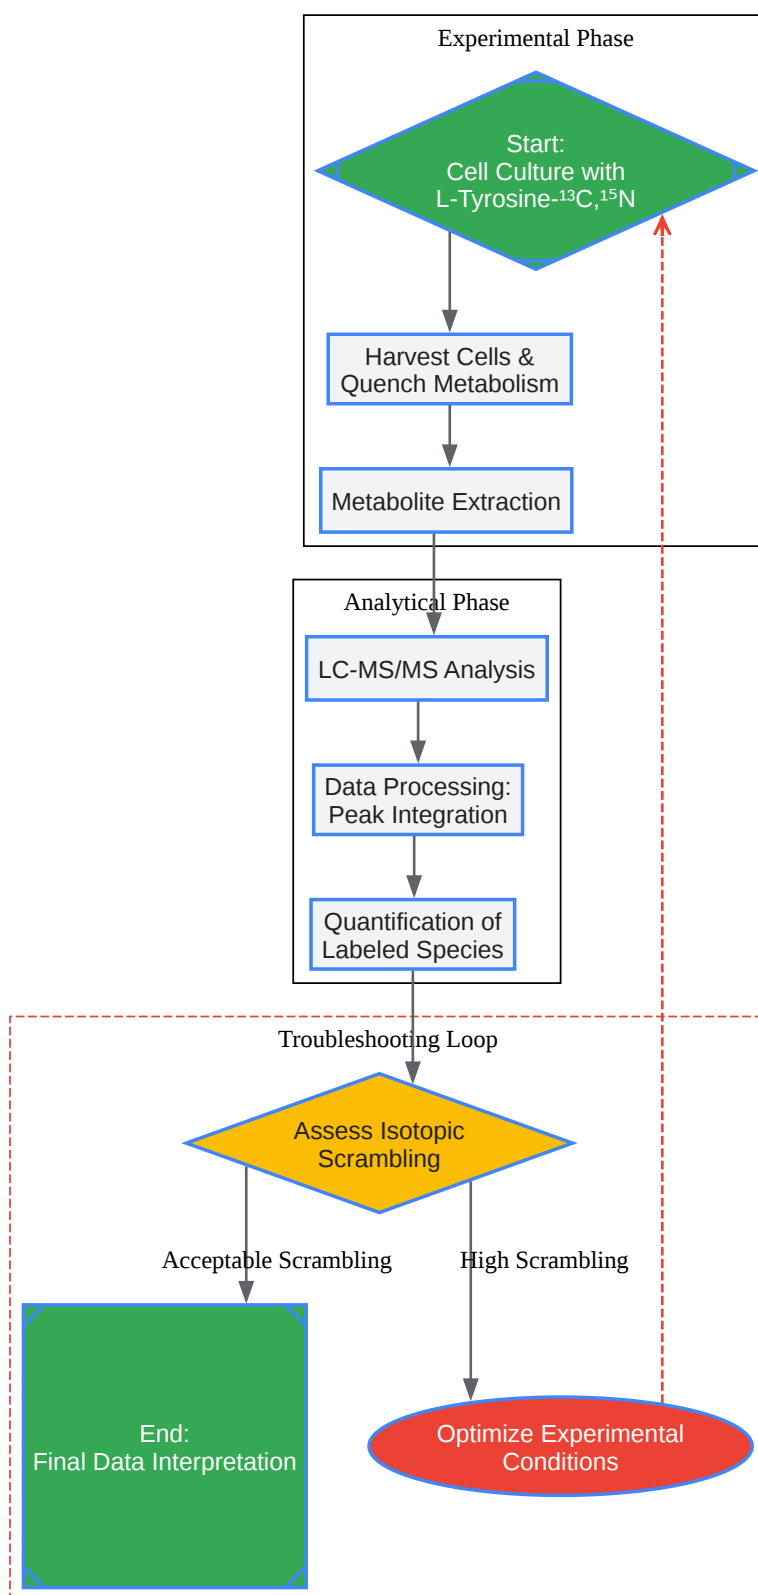 Experimental Phase
Start:
Cell Culture with
L-Tyrosine-¹³C,¹⁵N
Harvest Cells &
Quench Metabolism
Metabolite Extraction
Analytical Phase
LC-MS/MS Analysis
Data Processing:
Peak Integration
Quantification of
Labeled Species
Troubleshooting Loop
Assess Isotopic
Scrambling
Acceptable Scrambling
High Scrambling
End:
Final Data Interpretation
Optimize Experimental
Conditions